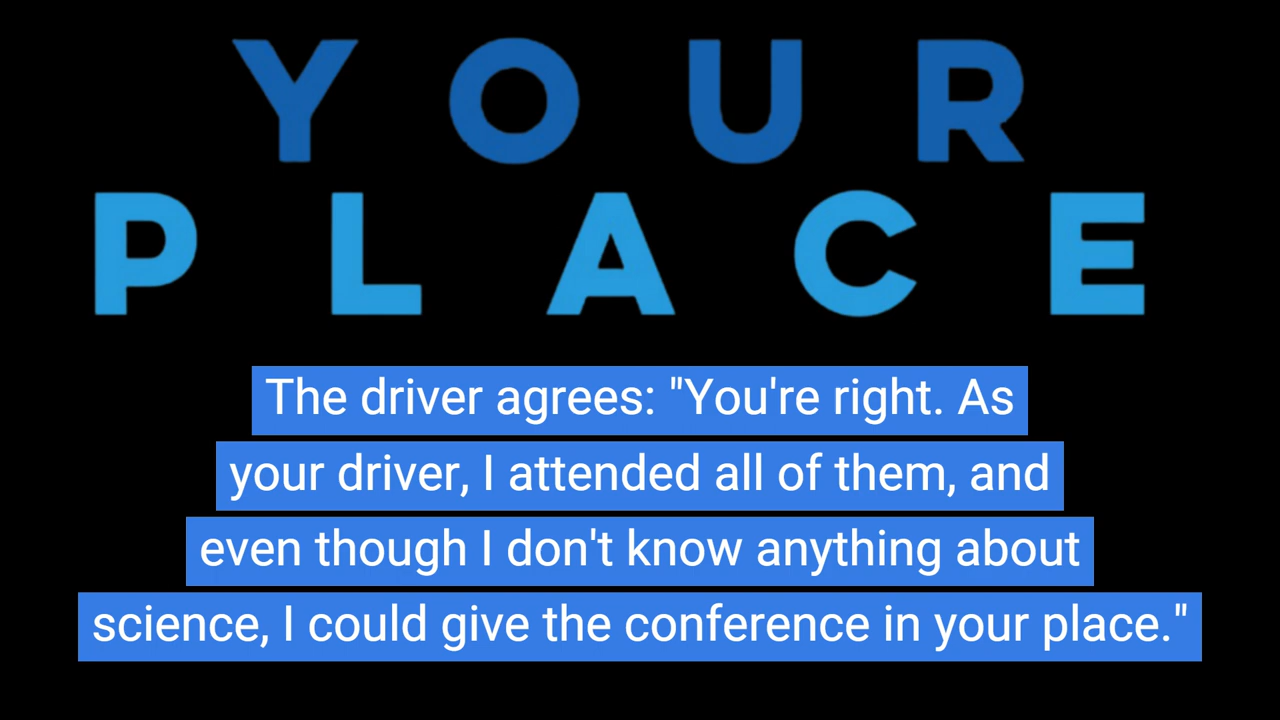 YOUR
PLACE
The driver agrees: "You're right. As
your driver, I attended all of them, and
even though I don't know anything about
science, I could give the conference in your place."